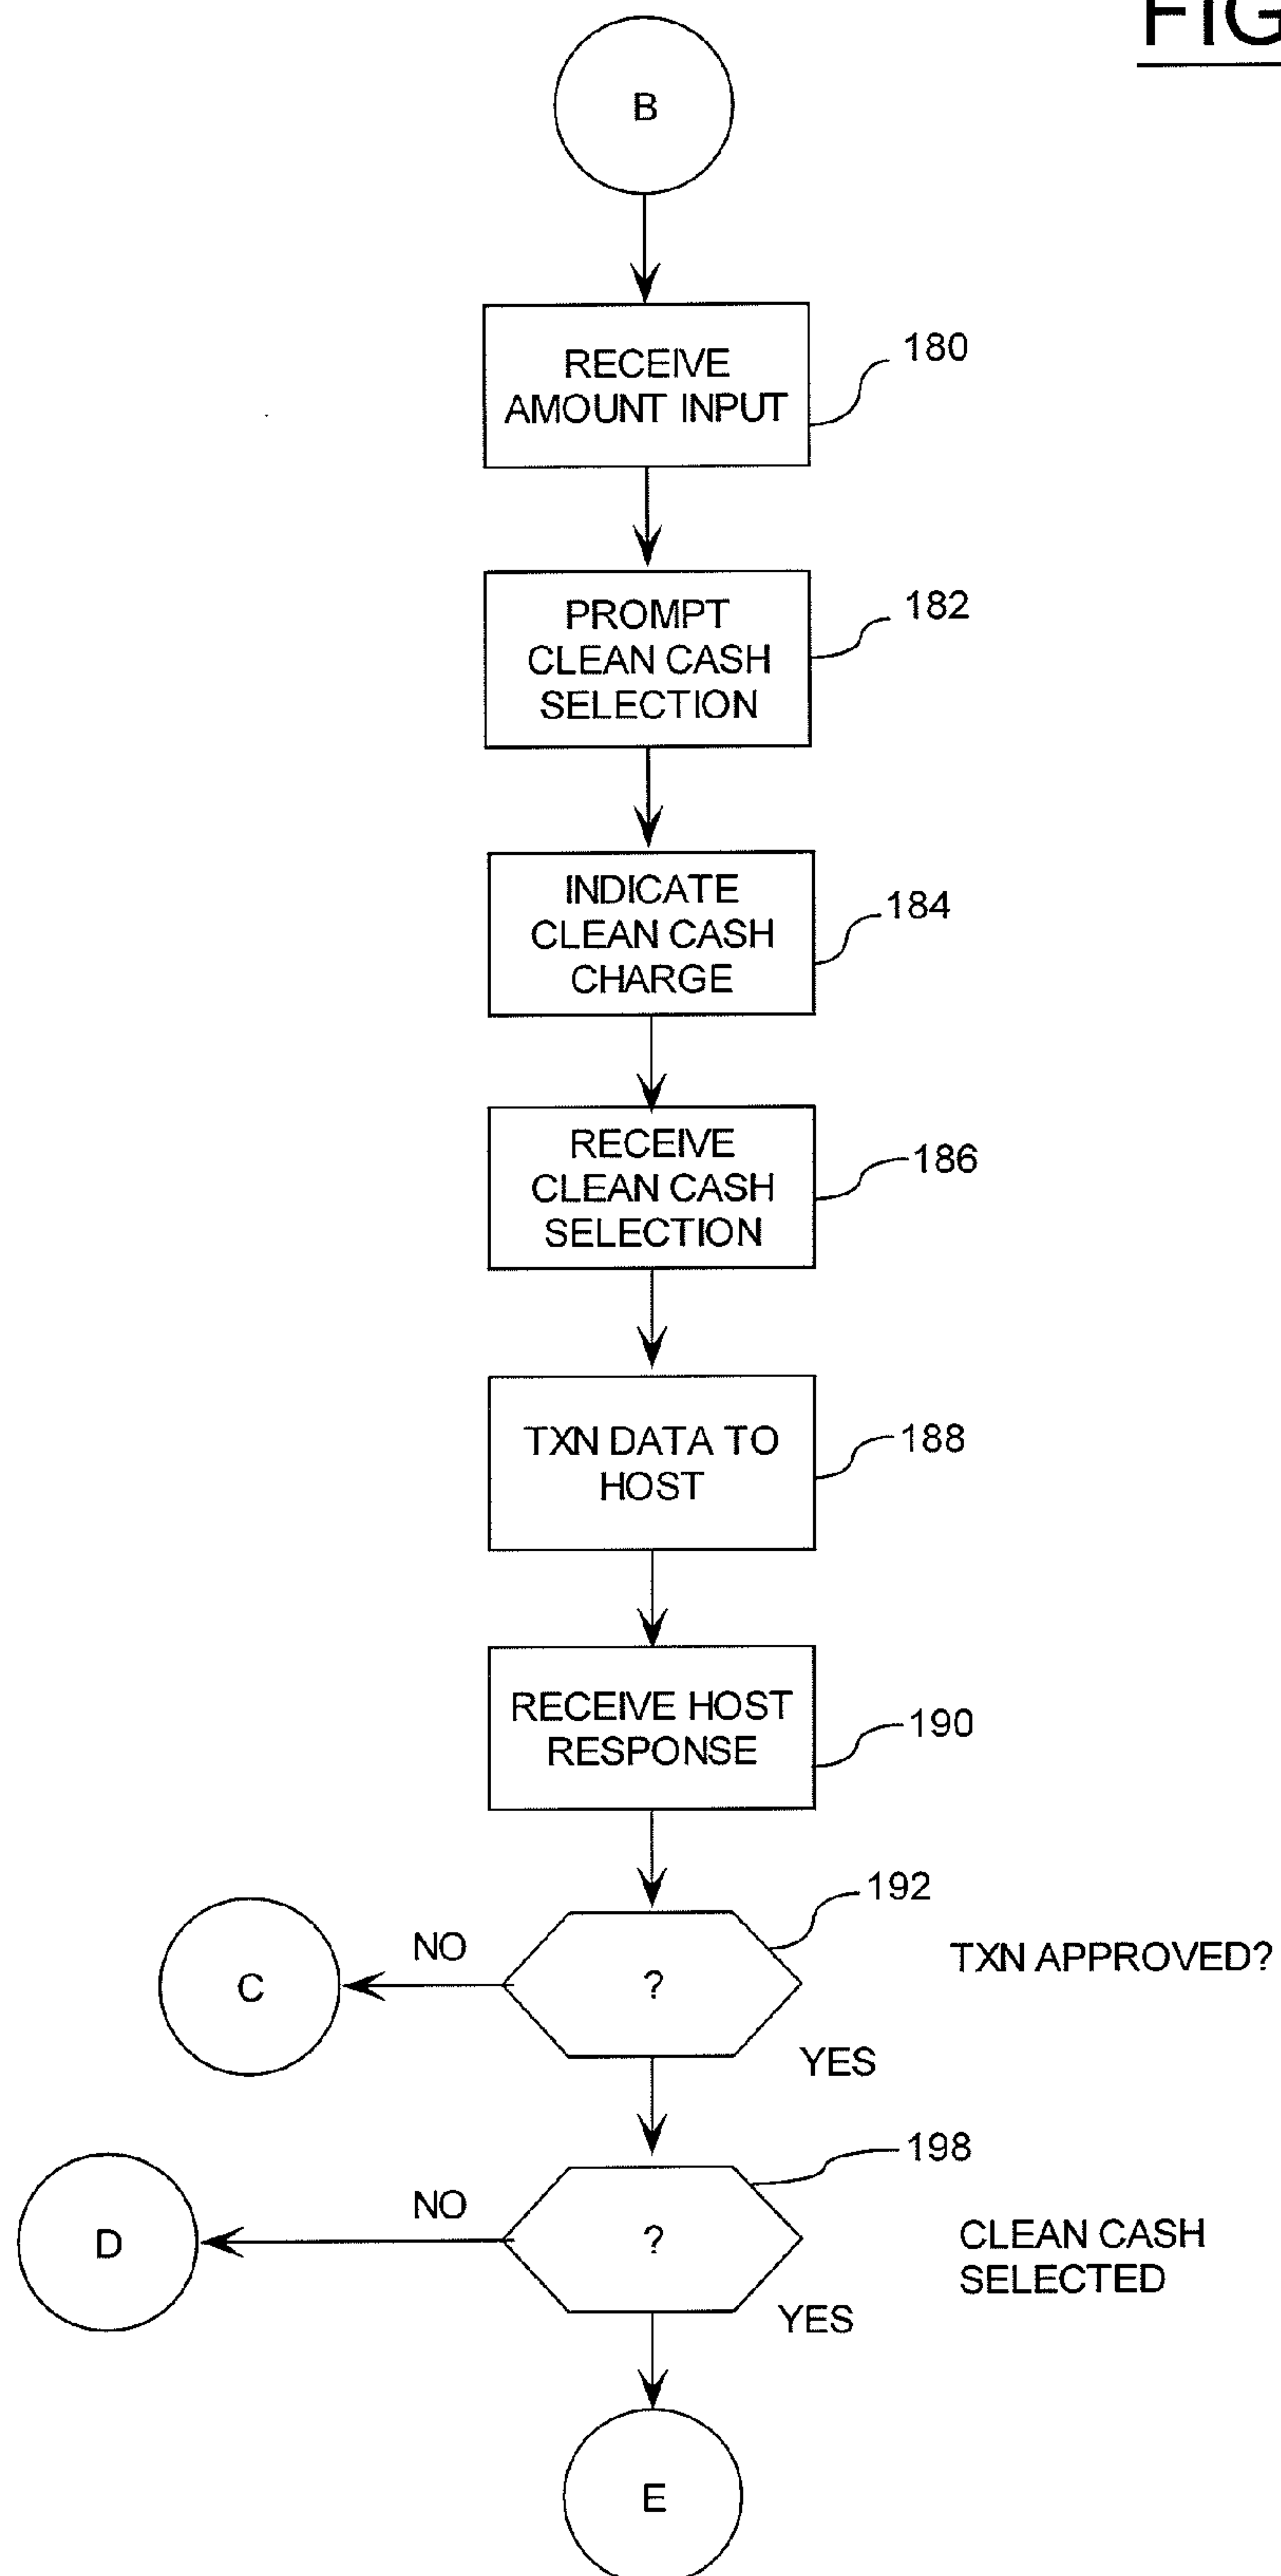 FIG
B
RECEIVE
AMOUNT INPUT
180
PROMPT
CLEAN CASH
SELECTION
182
INDICATE
CLEAN CASH
CHARGE
184
RECEIVE
CLEAN CASH
SELECTION
186
TXN DATA TO
HOST
188
RECEIVE HOST
RESPONSE
190
192
NO
C
?
TXN APPROVED?
YES
198
NO
D
?
CLEAN CASH
SELECTED
YES
E